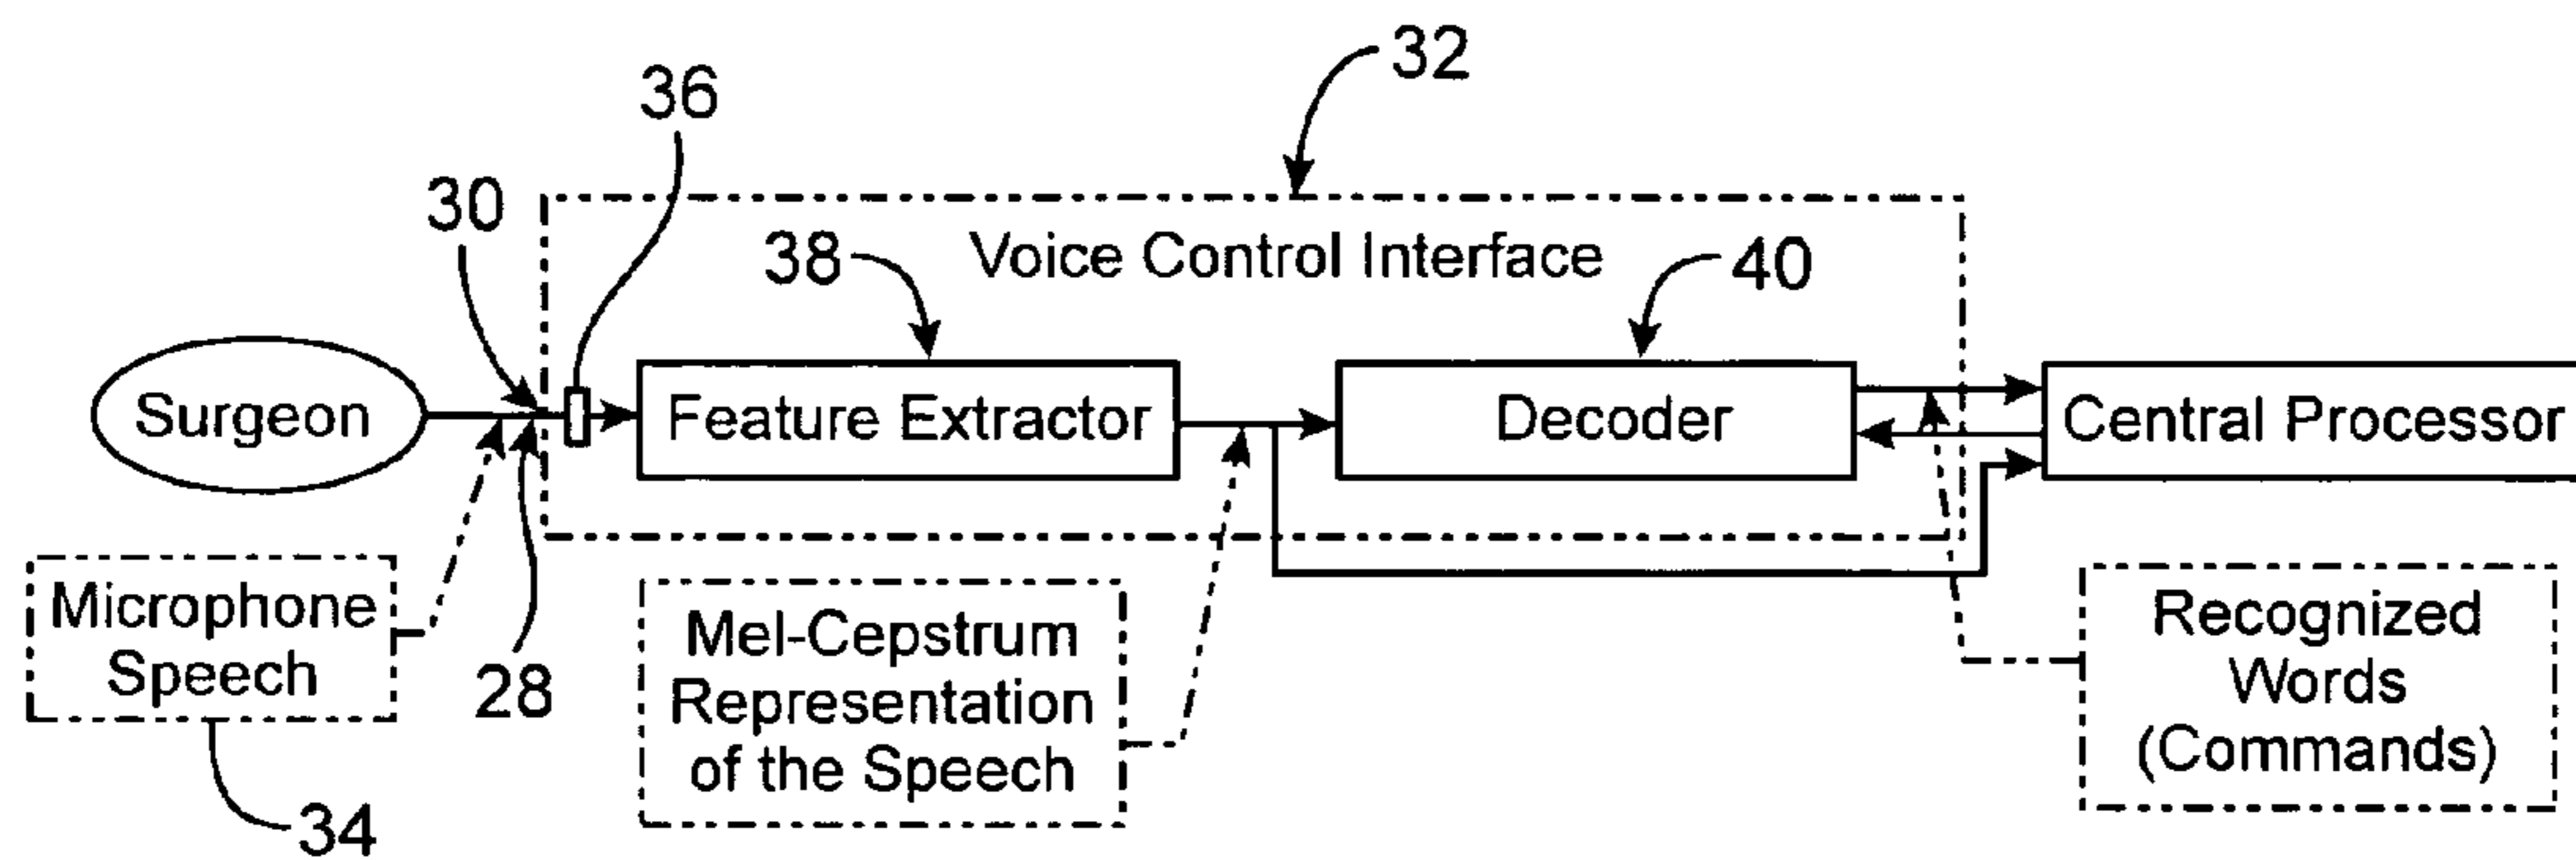 32
36
30
38
Voice Control Interface
40
Surgeon
Feature Extractor
Decoder
Central Processor
Microphone
Speech
28
34
Mel-Cepstrum
Representation
of the Speech
Recognized
Words
(Commands)